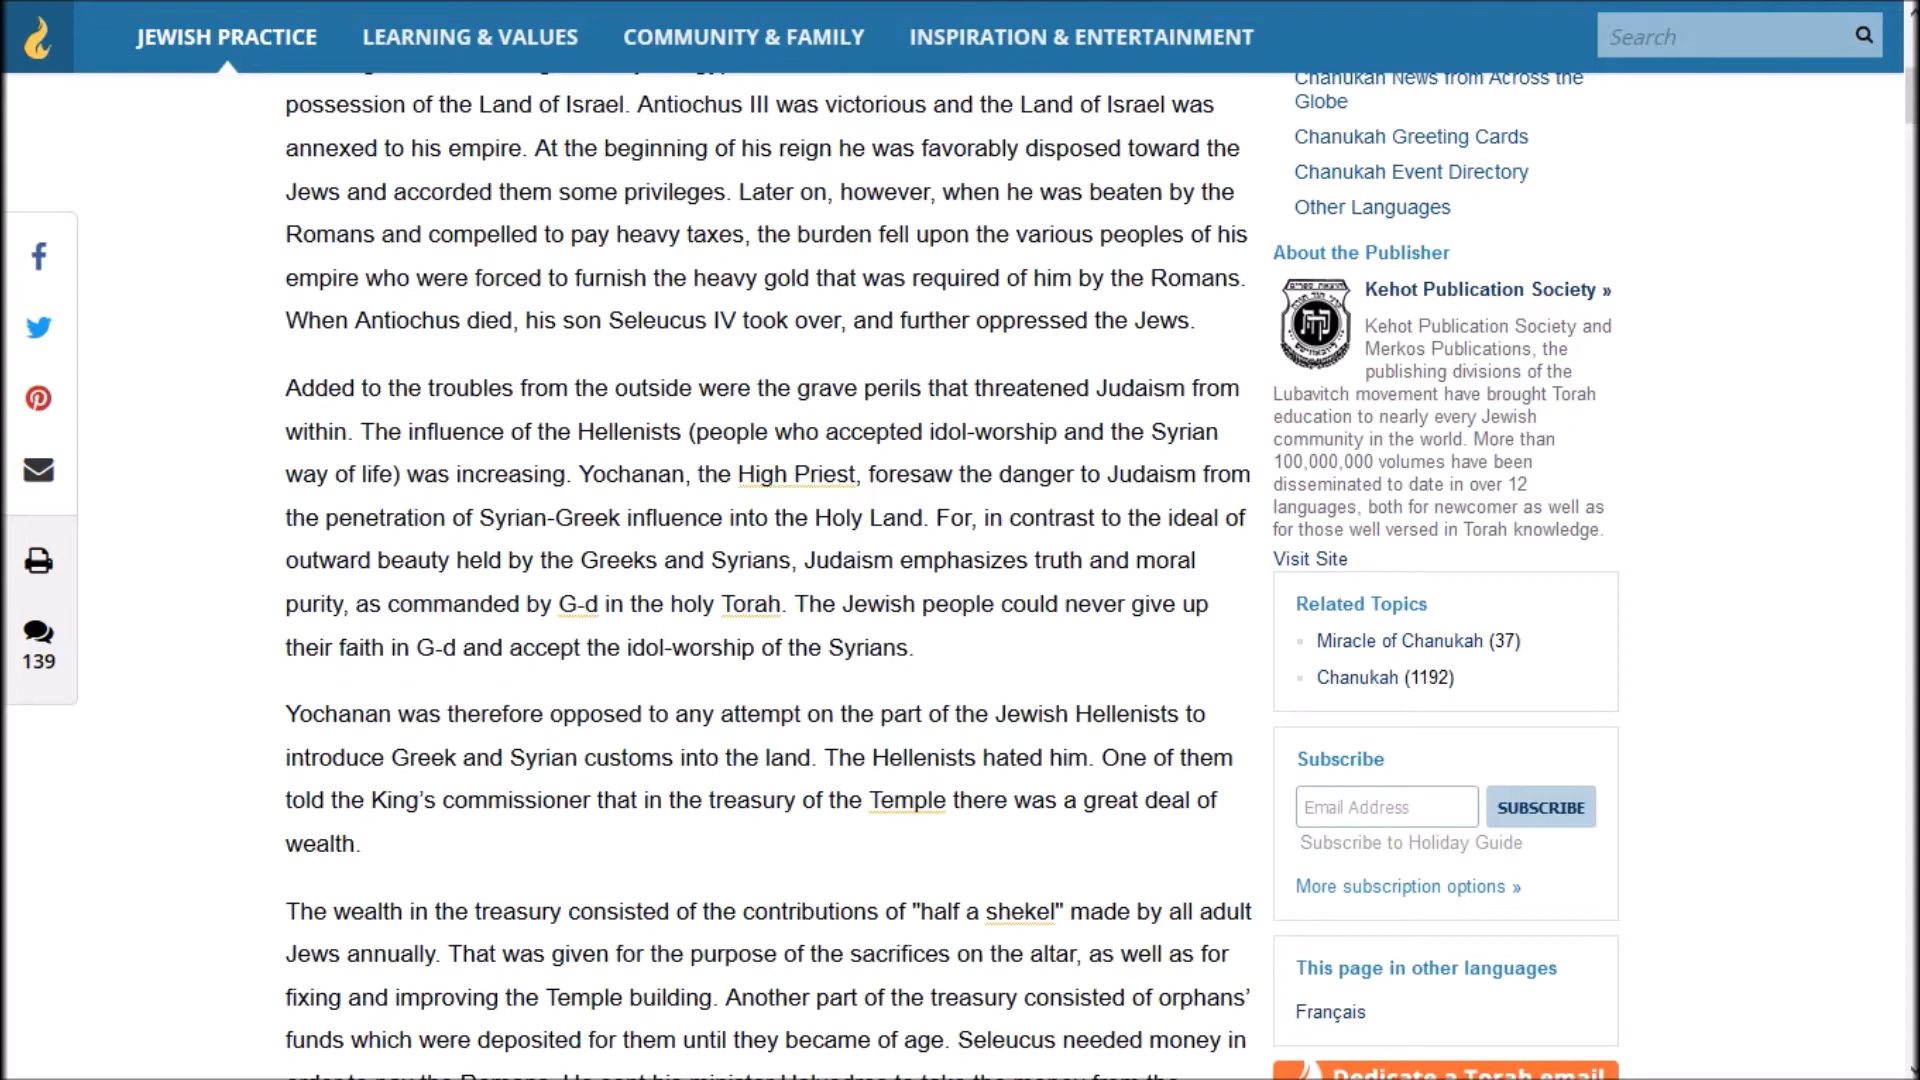 JEWISH PRACTICE
LEARNING & VALUES
COMMUNITY & FAMILY
INSPIRATION & ENTERTAINMENT
Search
possession of the Land of Israel. Antiochus III was victorious and the Land of Israel was
annexed to his empire. At the beginning of his reign he was favorably disposed toward the
Jews and accorded them some privileges. Later on, however, when he was beaten by the
Romans and compelled to pay heavy taxes, the burden fell upon the various peoples of his
empire who were forced to furnish the heavy gold that was required of him by the Romans.
When Antiochus died, his son Seleucus IV took over, and further oppressed the Jews.
Added to the troubles from the outside were the grave perils that threatened Judaism from
within. The influence of the Hellenists (people who accepted idol-worship and the Syrian
way of life) was increasing. Yochanan, the High Priest, foresaw the danger to Judaism from
the penetration of Syrian-Greek influence into the Holy Land. For, in contrast to the ideal of
outward beauty held by the Greeks and Syrians, Judaism emphasizes truth and moral
purity, as commanded by G-d in the holy Torah. The Jewish people could never give up
their faith in G-d and accept the idol-worship of the Syrians.
Yochanan was therefore opposed to any attempt on the part of the Jewish Hellenists to
introduce Greek and Syrian customs into the land. The Hellenists hated him. One of them
told the King’s commissioner that in the treasury of the Temple there was a great deal of
wealth.
The wealth in the treasury consisted of the contributions of "half a shekel" made by all adult
Jews annually. That was given for the purpose of the sacrifices on the altar, as well as for
fixing and improving the Temple building. Another part of the treasury consisted of orphans’
funds which were deposited for them until they became of age. Seleucus needed money in
139
Chanukah News from Across the
Globe
Chanukah Greeting Cards
Chanukah Event Directory
Other Languages
About the Publisher
Kehot Publication Society »
Kehot Publication Society and
Merkos Publications, the
publishing divisions of the
Lubavitch movement have brought Torah
education to nearly every Jewish
community in the world. More than
100,000,000 volumes have been
disseminated to date in over 12
languages, both for newcomer as well as
for those well versed in Torah knowledge.
Visit Site
Related Topics
Miracle of Chanukah (37)
Chanukah (1192)
Subscribe
Email Address
SUBSCRIBE
Subscribe to Holiday Guide
More subscription options »
This page in other languages
Français
Dedicate a Torah email